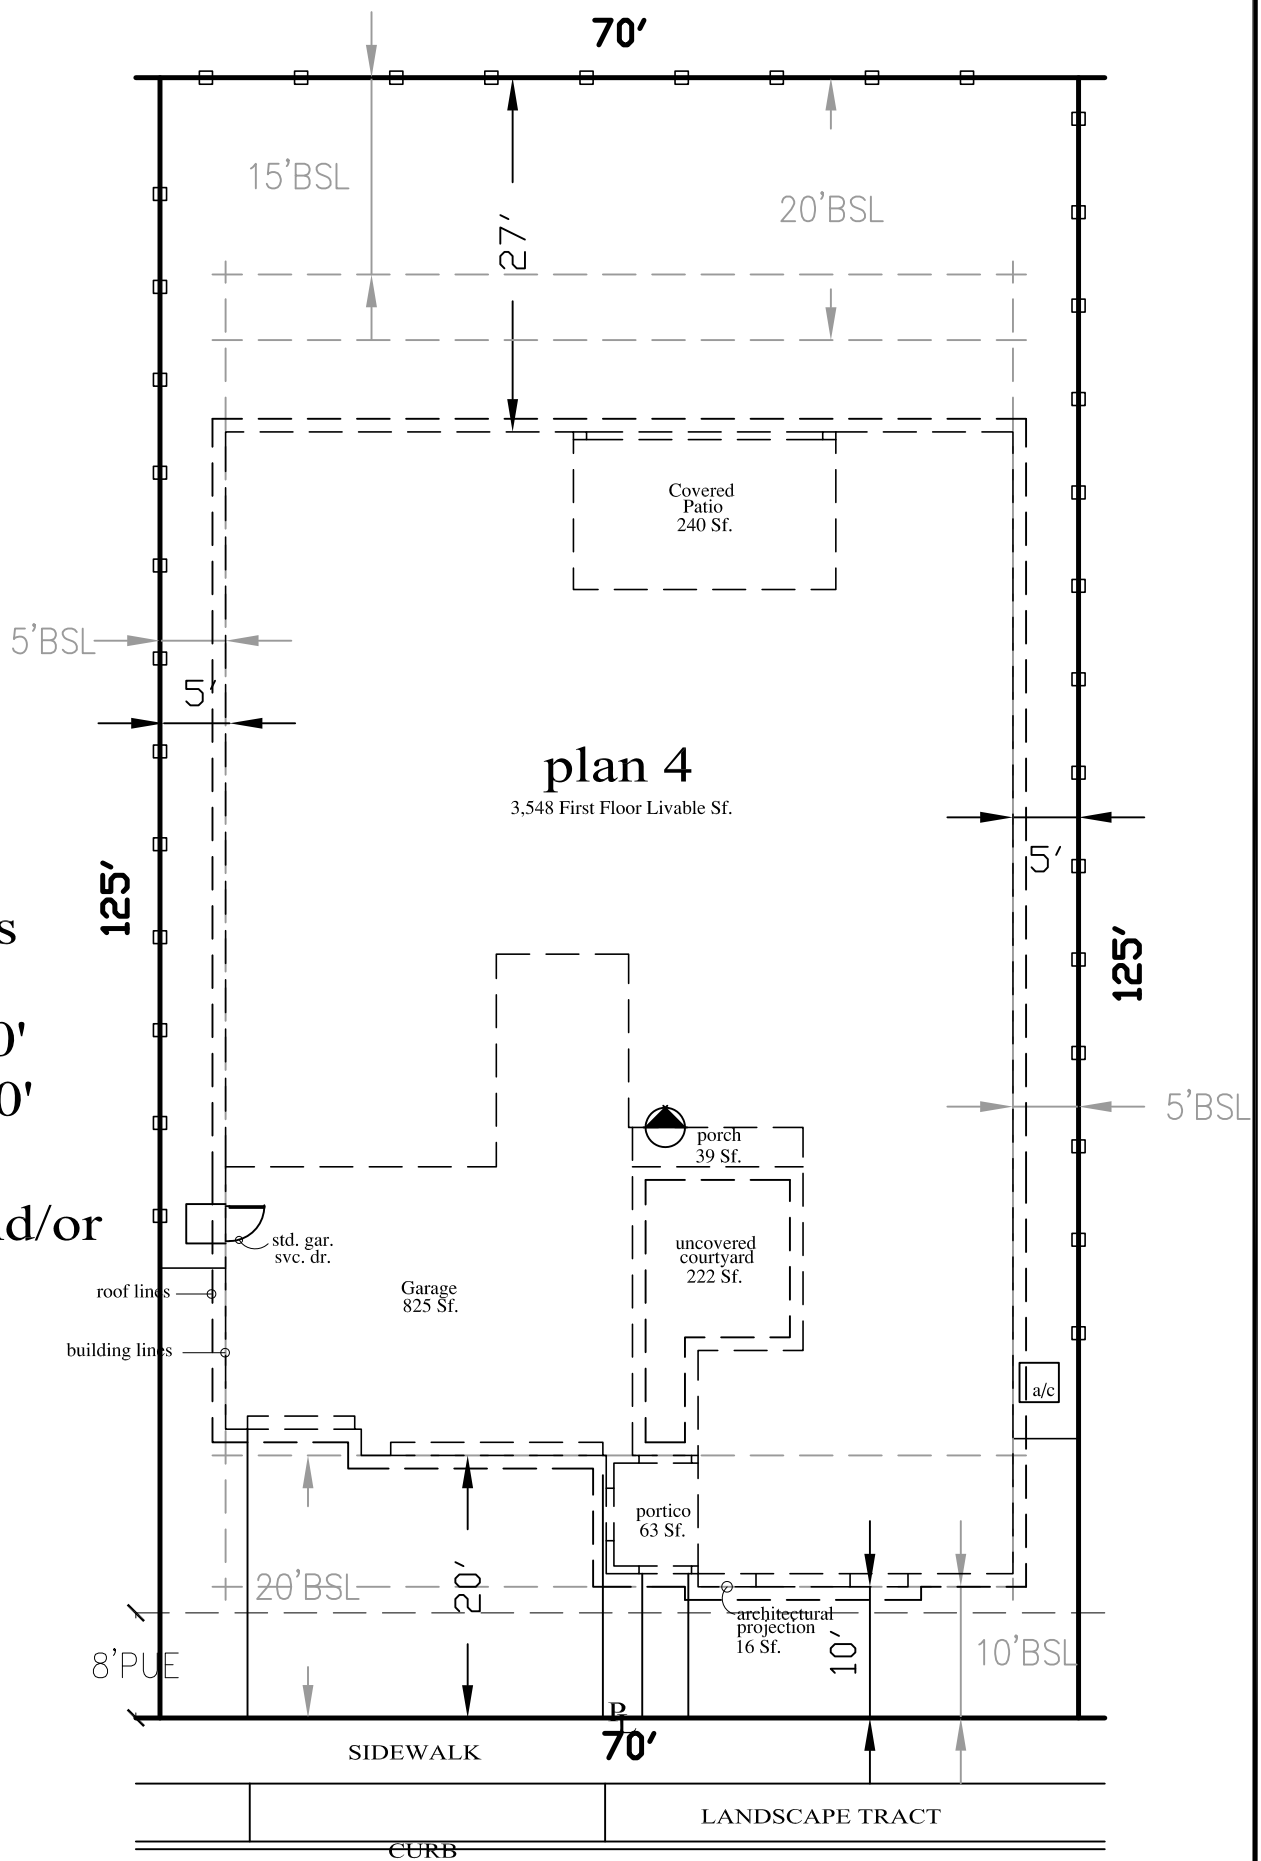 70'
15'BSL
20'BSL
27'
Covered
Patio
240 Sf.
5'BSL
5'
plan 4
3,548 First Floor Livable Sf.
5'
125'
s
125'
0'
0'
5'BSL
porch
39 Sf.
d/or
std. gar.
svc. dr.
uncovered
courtyard
222 Sf.
roof lines
Garage
825 Sf.
building lines
a/c
portico
63 Sf.
20'BSL
20'
architectural
projection
16 Sf.
10'
10'BSL
8'PUE
PL
70'
SIDEWALK
LANDSCAPE TRACT
CURB